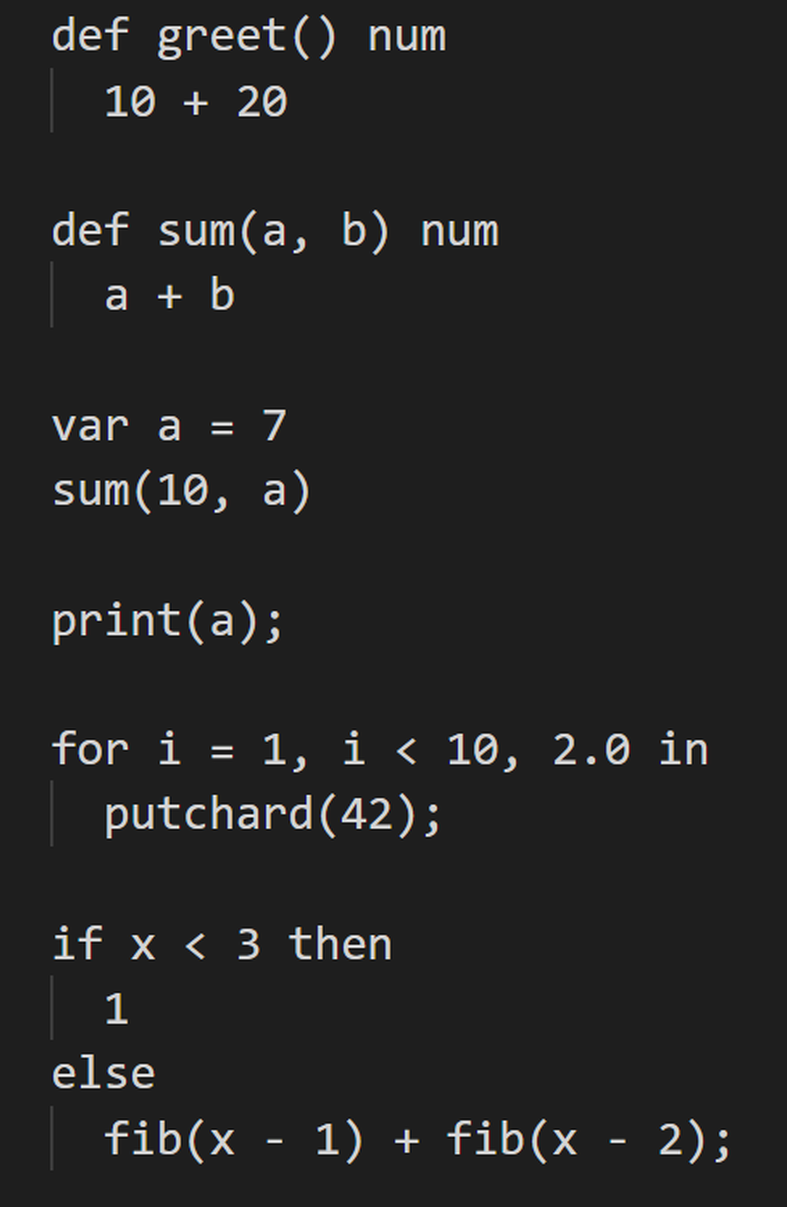 def greet() num
10 + 20
def sum(a, b) num
a + b
var a = 7
sum(10, a)
print(a);
for i = 1, i < 10, 2.0 in
putchard(42);
if x < 3 then
1
else
fib(x - 1) + fib(x - 2);